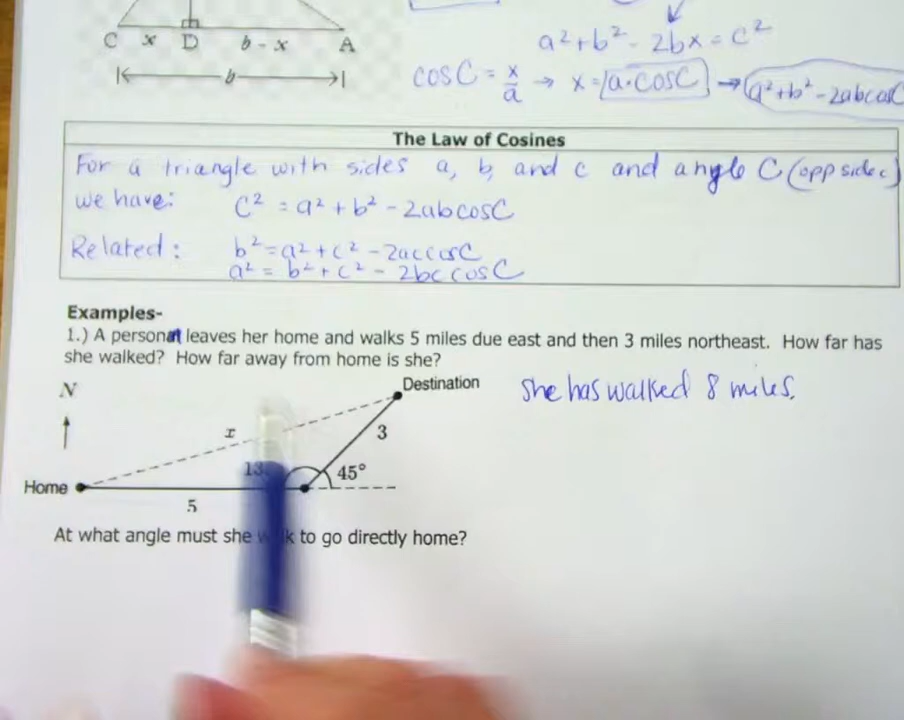 C x D b - x A
b
a² + b² - 2bx = c²
cos C = x/a → x = a·cosC → a² + b² - 2abcosC
The Law of Cosines
For a triangle with sides a, b, and c and angle C (opp side c)
we have: C² = a² + b² - 2abcosC
Related: b² = a² + c² - 2accosC
a² = b² + c² - 2bccosC
Examples-
1.) A person leaves her home and walks 5 miles due east and then 3 miles northeast. How far has
she walked? How far away from home is she?
N
Destination
She has walked 8 miles.
x
3
45°
Home
5
At what angle must she to go directly home?